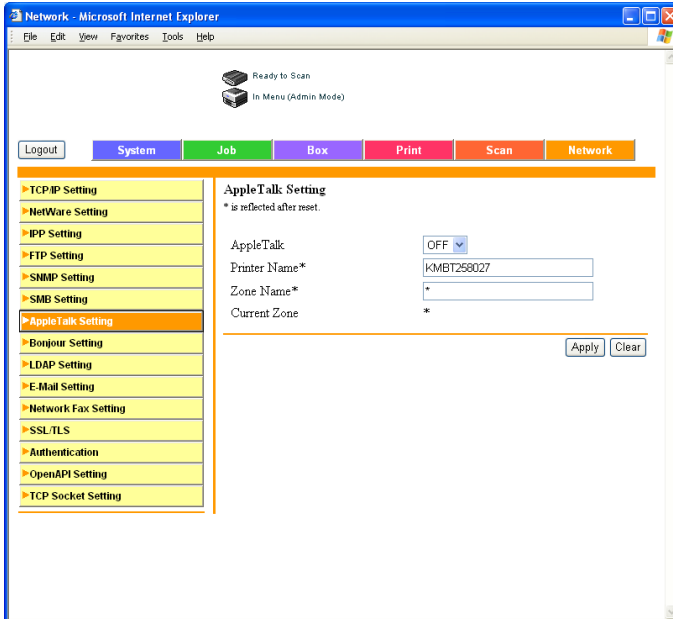 Network - Microsoft Internet Explorer
File Edit View Favorites Tools Help
Ready to Scan
In Menu (Admin Mode)
Logout System Job Box Print Scan Network
TCP/IP Setting
NetWare Setting
IPP Setting
FTP Setting
SNMP Setting
SMB Setting
AppleTalk Setting
Bonjour Setting
LDAP Setting
E-Mail Setting
Network Fax Setting
SSL/TLS
Authentication
OpenAPI Setting
TCP Socket Setting
AppleTalk Setting
* is reflected after reset.
AppleTalk OFF
Printer Name* KMBT258027
Zone Name* *
Current Zone *
Apply Clear